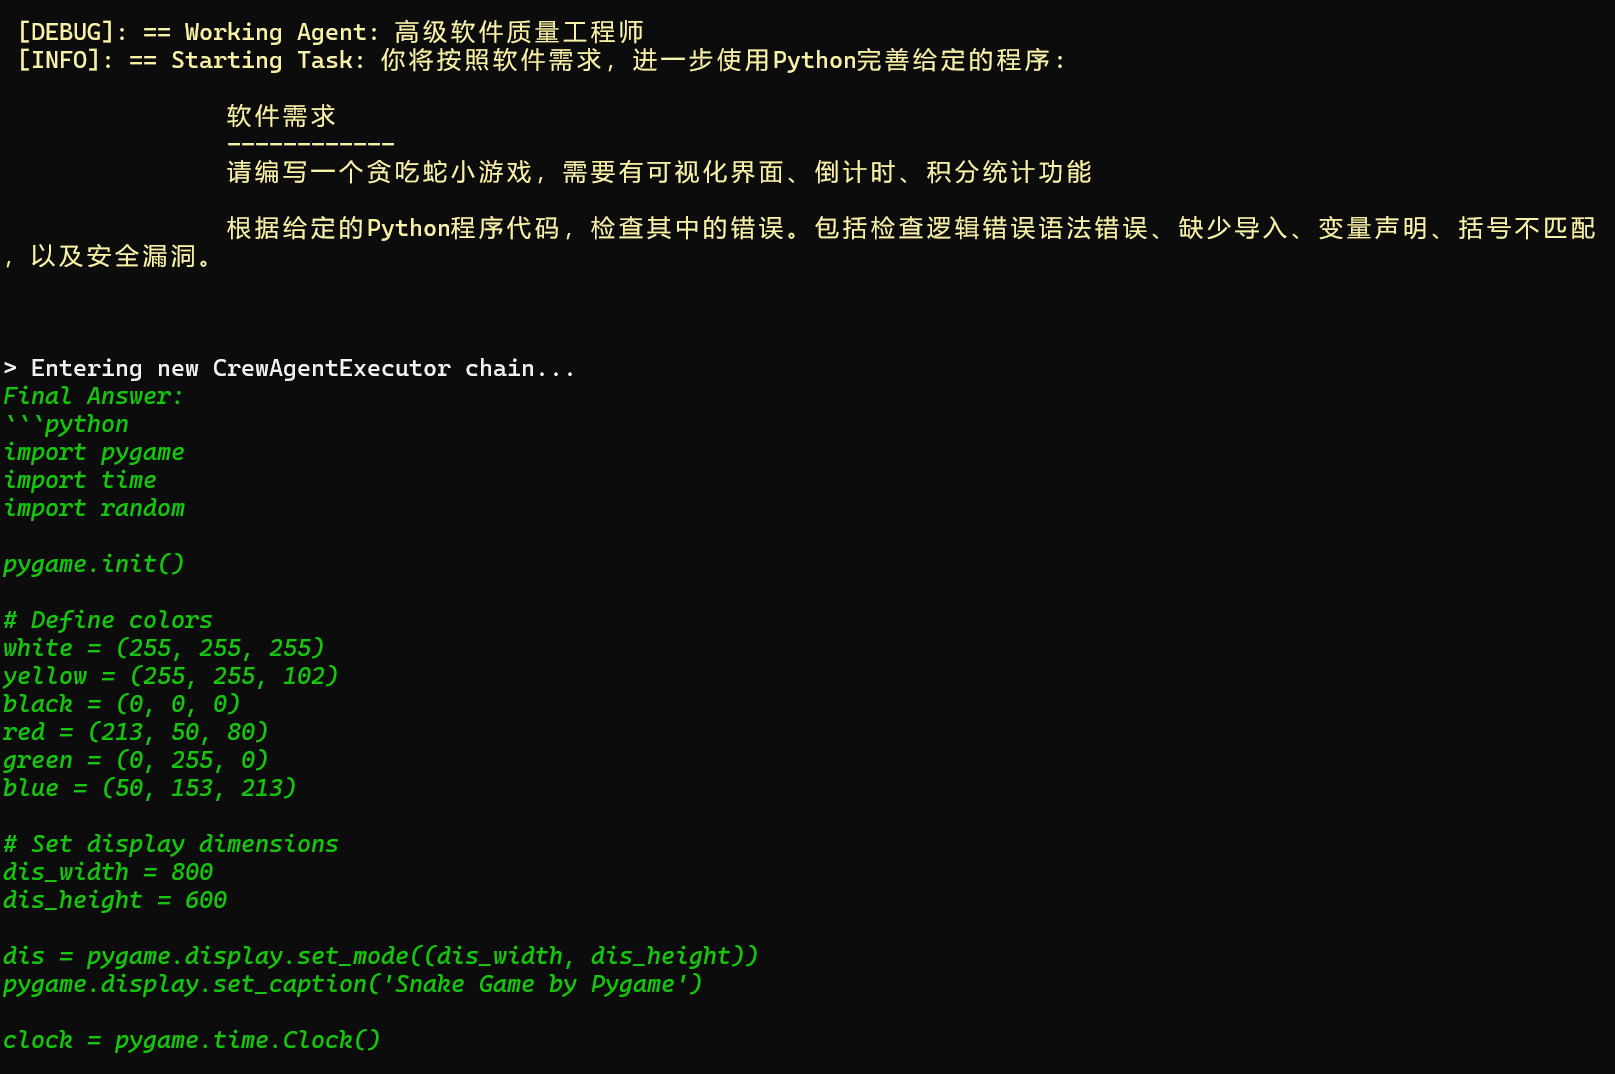 [DEBUG]: == Working Agent: 高级软件质量工程师
[INFO]: == Starting Task: 你将按照软件需求，进一步使用Python完善给定的程序：
软件需求
------------
请编写一个贪吃蛇小游戏，需要有可视化界面、倒计时、积分统计功能
根据给定的Python程序代码，检查其中的错误。包括检查逻辑错误语法错误、缺少导入、变量声明、括号不匹配
，以及安全漏洞。
> Entering new CrewAgentExecutor chain...
Final Answer:
```python
import pygame
import time
import random
pygame.init()
# Define colors
white = (255, 255, 255)
yellow = (255, 255, 102)
black = (0, 0, 0)
red = (213, 50, 80)
green = (0, 255, 0)
blue = (50, 153, 213)
# Set display dimensions
dis_width = 800
dis_height = 600
dis = pygame.display.set_mode((dis_width, dis_height))
pygame.display.set_caption('Snake Game by Pygame')
clock = pygame.time.Clock()